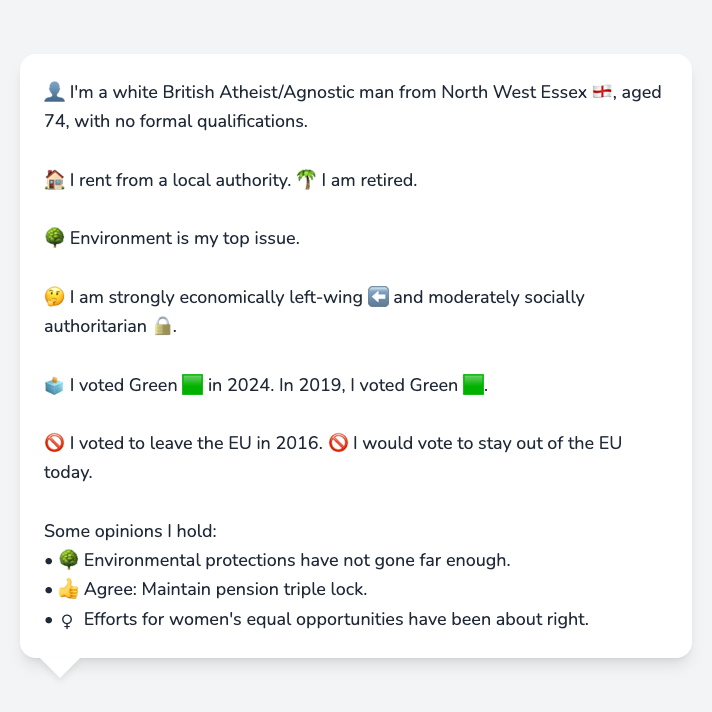 👤 I'm a white British Atheist/Agnostic man from North West Essex 🏴󠁧󠁢󠁥󠁮󠁧󠁿, aged
74, with no formal qualifications.
🏠 I rent from a local authority. 🌴 I am retired.
🌳 Environment is my top issue.
🤔 I am strongly economically left-wing ⬅️ and moderately socially
authoritarian 🔒.
🗳️ I voted Green 🟩 in 2024. In 2019, I voted Green 🟩.
🚫 I voted to leave the EU in 2016. 🚫 I would vote to stay out of the EU
today.
Some opinions I hold:
• 🌳 Environmental protections have not gone far enough.
• 👍 Agree: Maintain pension triple lock.
• ♀ Efforts for women's equal opportunities have been about right.